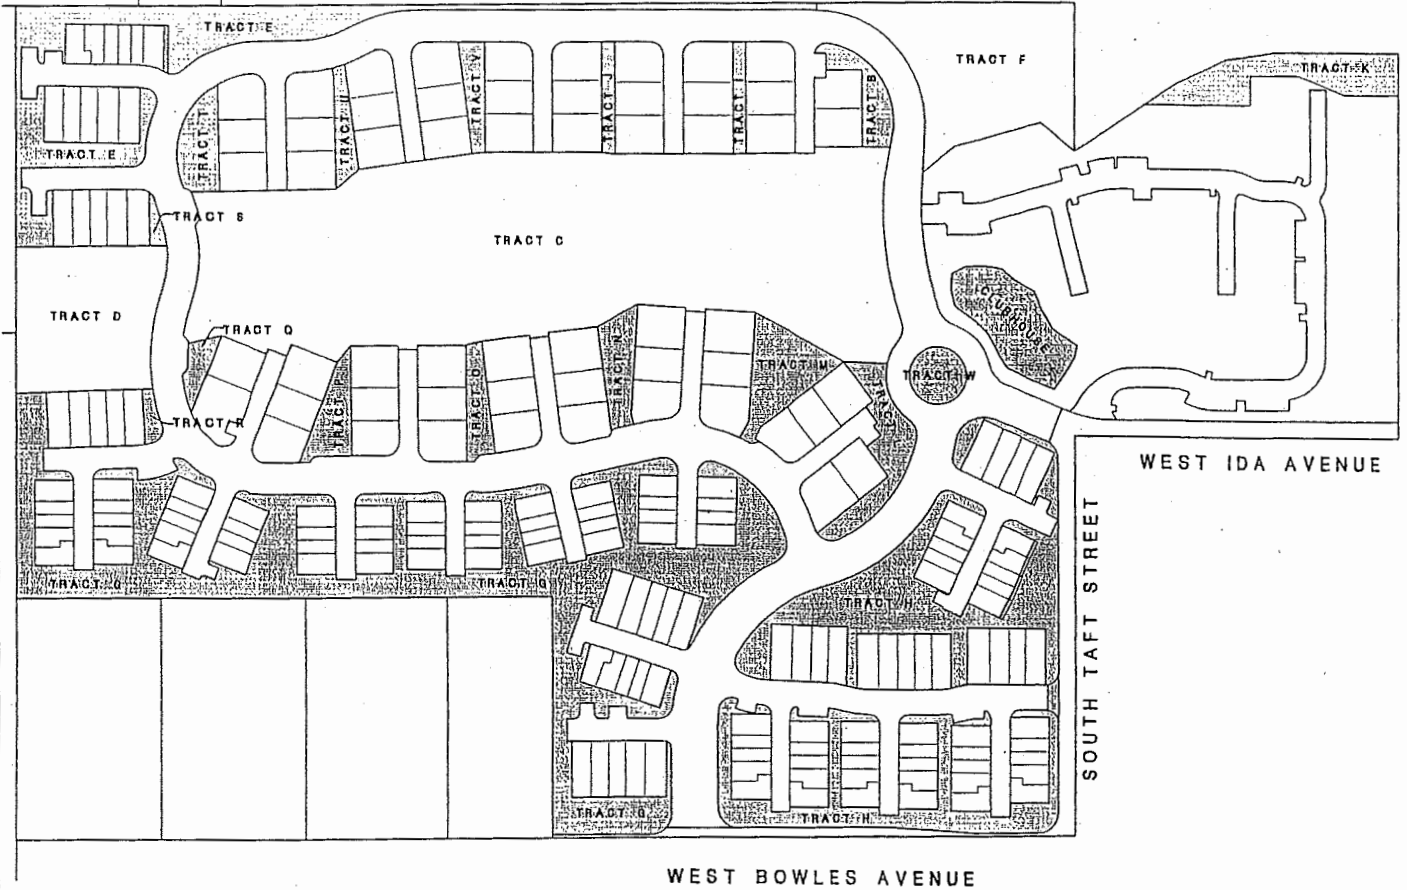 TRACT E
TRACT F
TRACT K
TRACT V
TRACT J
TRACT I
TRACT B
TRACT U
TRACT T
TRACT E
TRACT S
TRACT C
TRACT D
CLUBHOUSE
TRACT Q
TRACT N
TRACT M
TRACT W
TRACT P
TRACT O
TRACT
TRACT R
WEST IDA AVENUE
SOUTH TAFT STREET
TRACT G
TRACT G
TRACT H
TRACT G
TRACT H
WEST BOWLES AVENUE